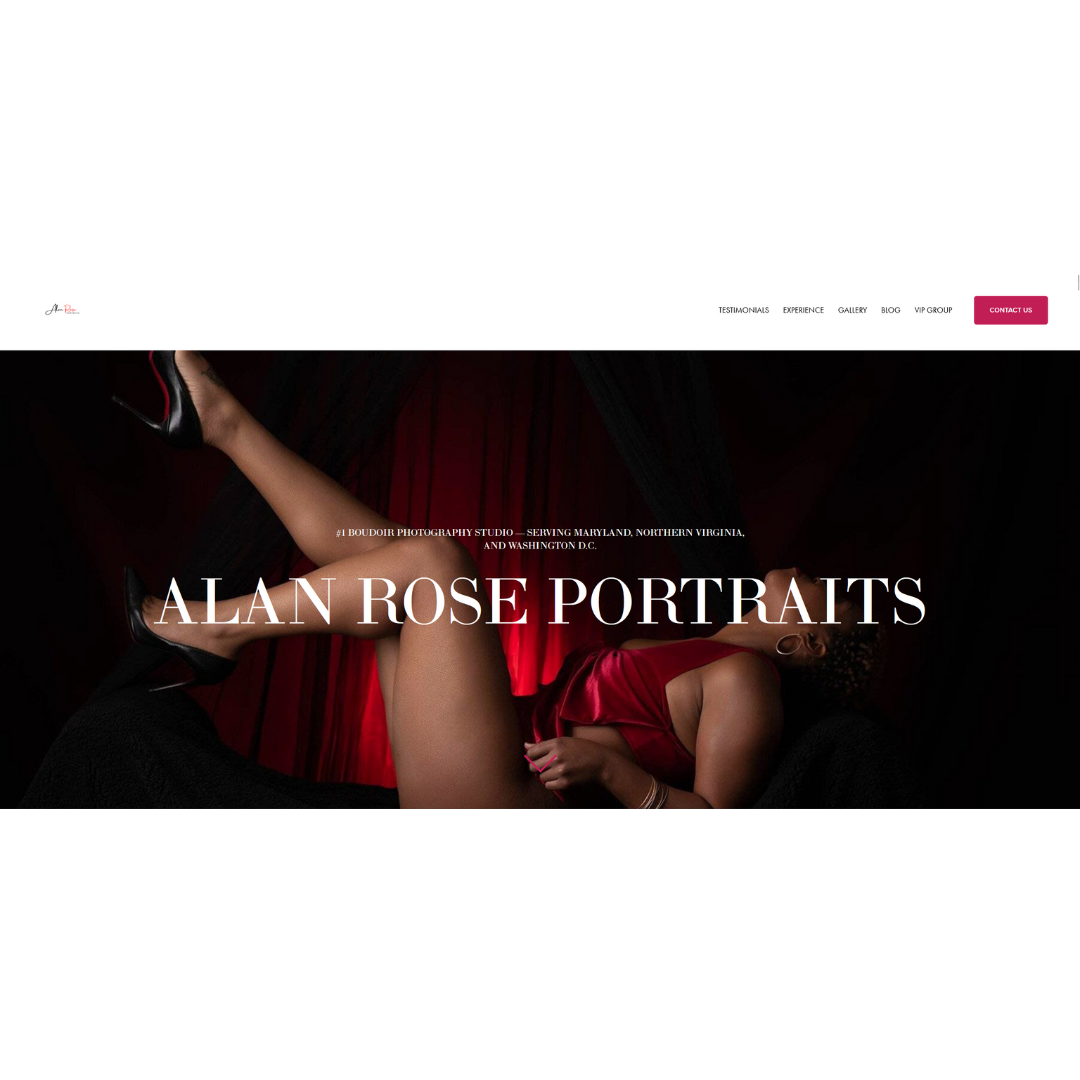 Alan Rose
TESTIMONIALS EXPERIENCE GALLERY BLOG VIP GROUP CONTACT US
#1 BOUDOIR PHOTOGRAPHY STUDIO — SERVING MARYLAND, NORTHERN VIRGINIA,
AND WASHINGTON D.C.
ALAN ROSE PORTRAITS